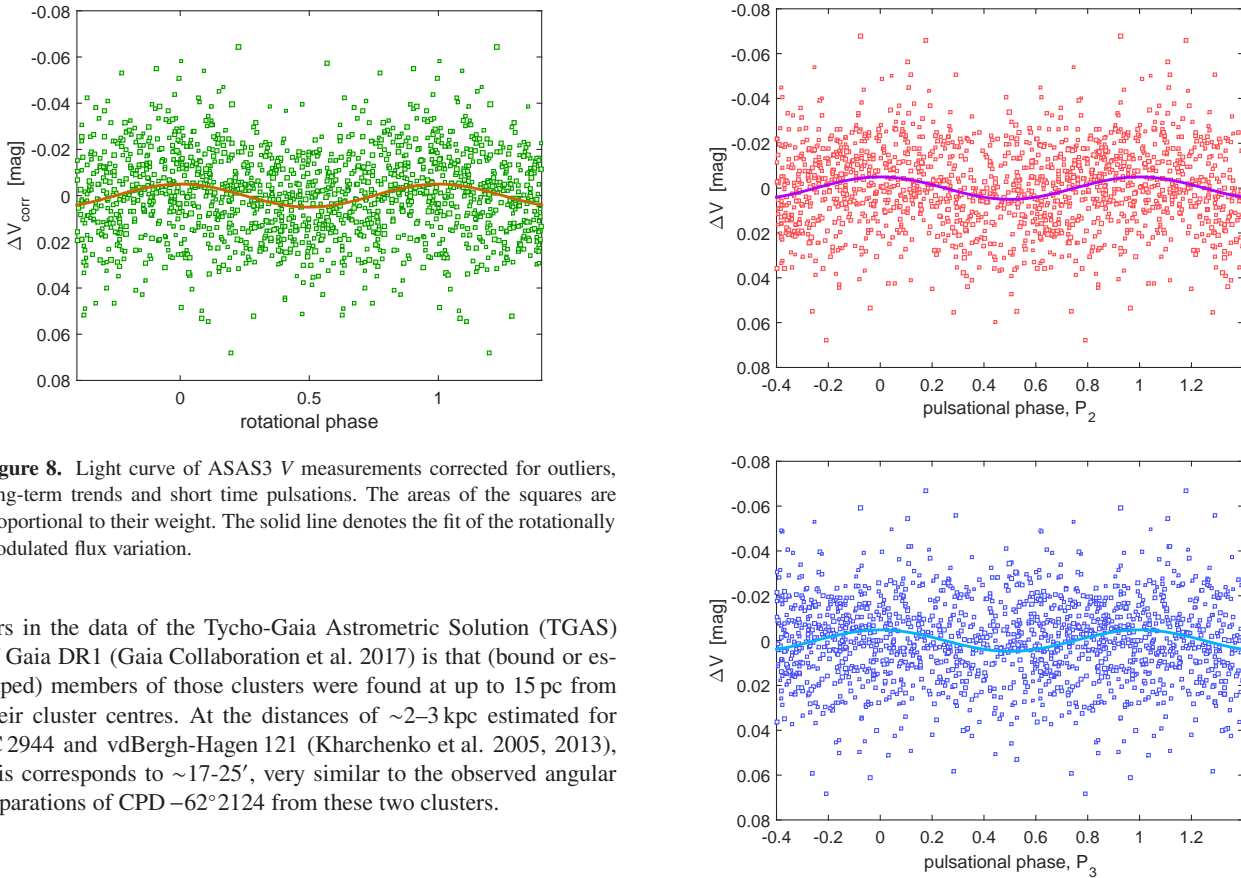 -0.08
-0.06
-0.04
-0.02
0
0.02
0.04
0.06
0.08
ΔV_corr [mag]
0
0.5
1
rotational phase
gure 8. Light curve of ASAS3 V measurements corrected for outliers,
ng-term trends and short time pulsations. The areas of the squares are
oportional to their weight. The solid line denotes the fit of the rotationally
odulated flux variation.
rs in the data of the Tycho-Gaia Astrometric Solution (TGAS)
Gaia DR1 (Gaia Collaboration et al. 2017) is that (bound or es-
ped) members of those clusters were found at up to 15 pc from
eir cluster centres. At the distances of ∼2–3 kpc estimated for
C 2944 and vdBergh-Hagen 121 (Kharchenko et al. 2005, 2013),
is corresponds to ∼17-25′, very similar to the observed angular
parations of CPD −62°2124 from these two clusters.
-0.08
-0.06
-0.04
-0.02
0
0.02
0.04
0.06
0.08
ΔV [mag]
-0.4 -0.2 0 0.2 0.4 0.6 0.8 1 1.2
pulsational phase, P_2
-0.08
-0.06
-0.04
-0.02
0
0.02
0.04
0.06
0.08
ΔV [mag]
-0.4 -0.2 0 0.2 0.4 0.6 0.8 1 1.2
pulsational phase, P_3